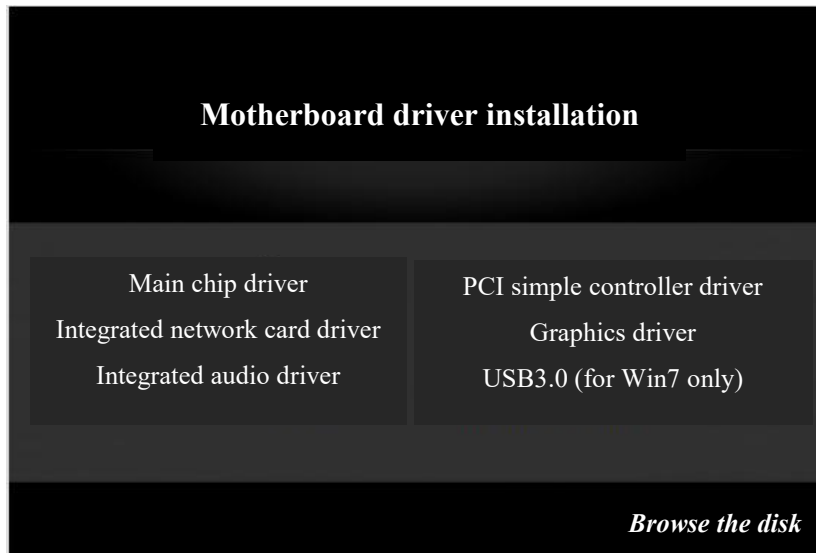 Motherboard driver installation
Main chip driver
Integrated network card driver
Integrated audio driver
PCI simple controller driver
Graphics driver
USB3.0 (for Win7 only)
Browse the disk